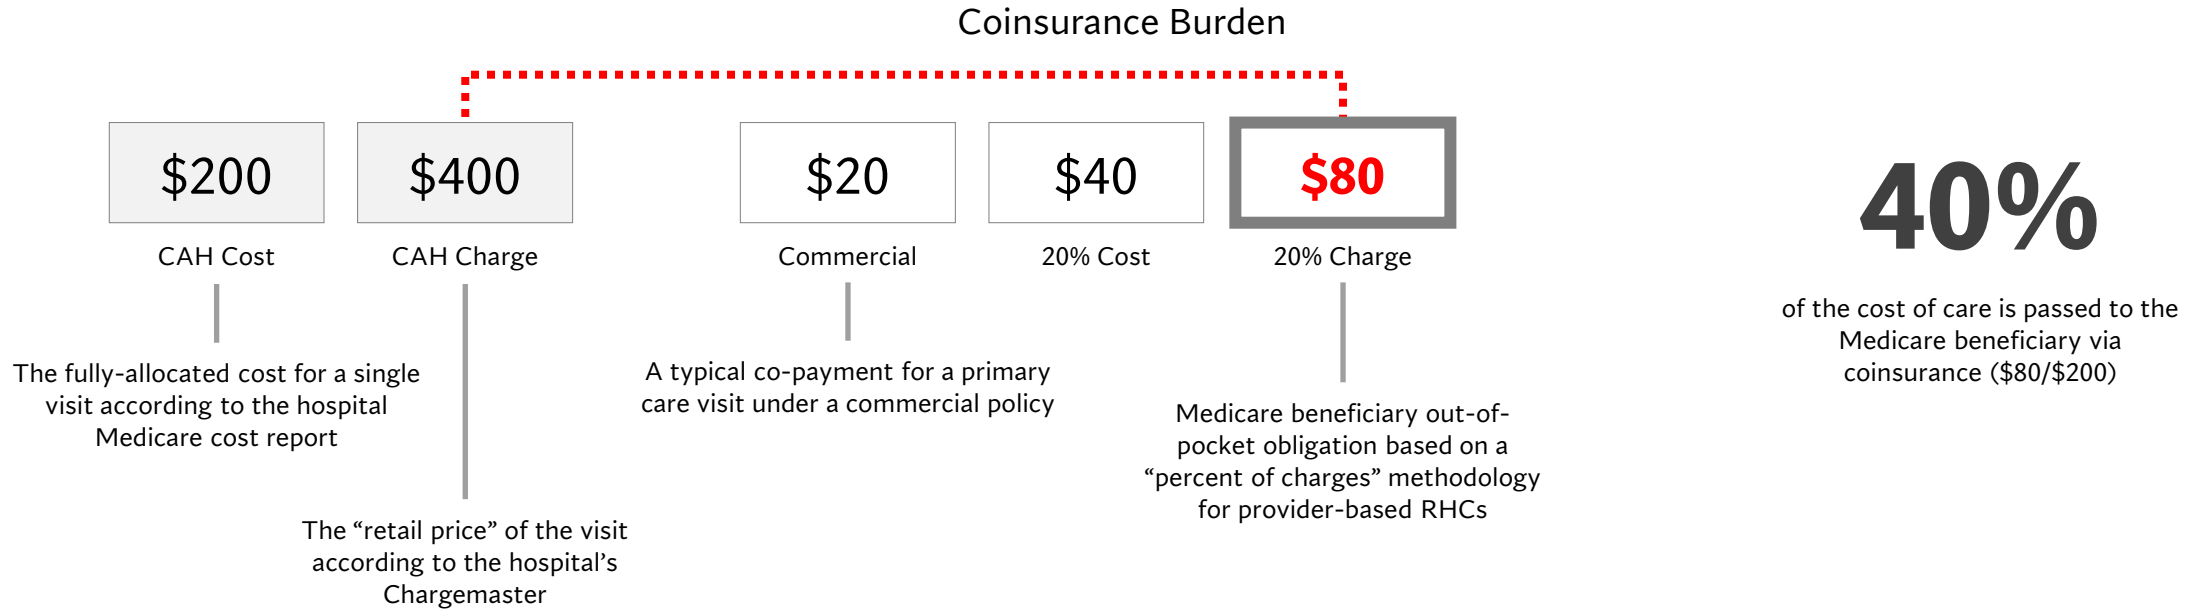 Coinsurance Burden
$200
$400
$20
$40
$80
40%
CAH Cost
CAH Charge
Commercial
20% Cost
20% Charge
of the cost of care is passed to the
Medicare beneficiary via
coinsurance ($80/$200)
The fully-allocated cost for a single
visit according to the hospital
Medicare cost report
A typical co-payment for a primary
care visit under a commercial policy
Medicare beneficiary out-of-
pocket obligation based on a
“percent of charges” methodology
for provider-based RHCs
The “retail price” of the visit
according to the hospital’s
Chargemaster